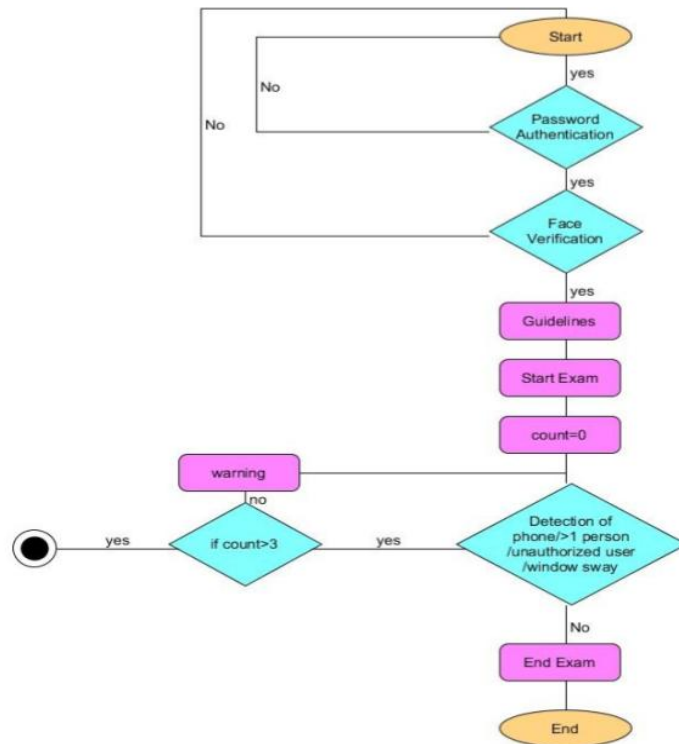 Start
yes
No
Password
Authentication
No
yes
Face
Verification
yes
Guidelines
Start Exam
count=0
warning
no
Detection of
phone/>1 person
/unauthorized user
/window sway
yes
if count>3
yes
No
End Exam
End